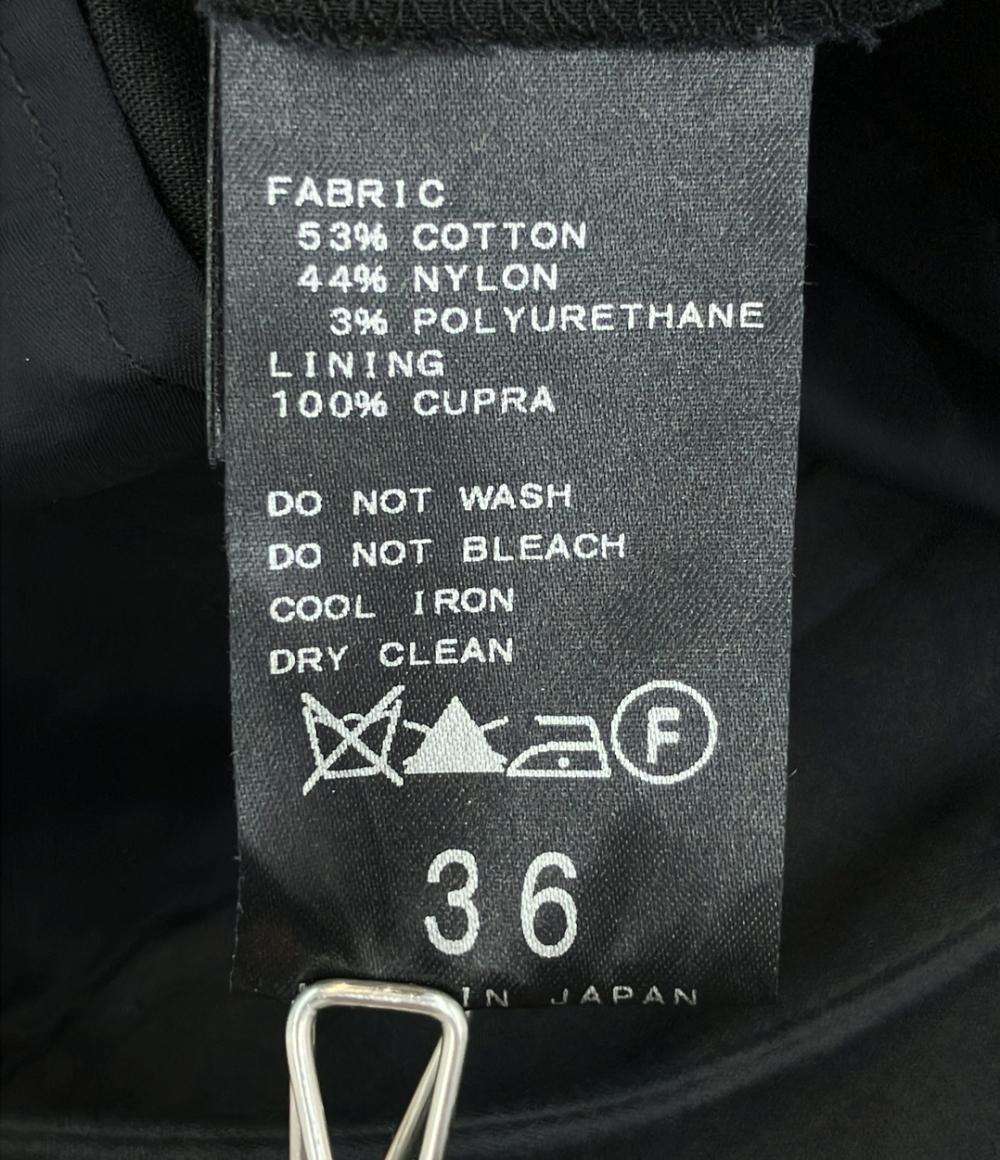 FABRIC
53% COTTON
44% NYLON
3% POLYURETHANE
LINING
100% CUPRA
DO NOT WASH
DO NOT BLEACH
COOL IRON
DRY CLEAN
F
36
IN JAPAN